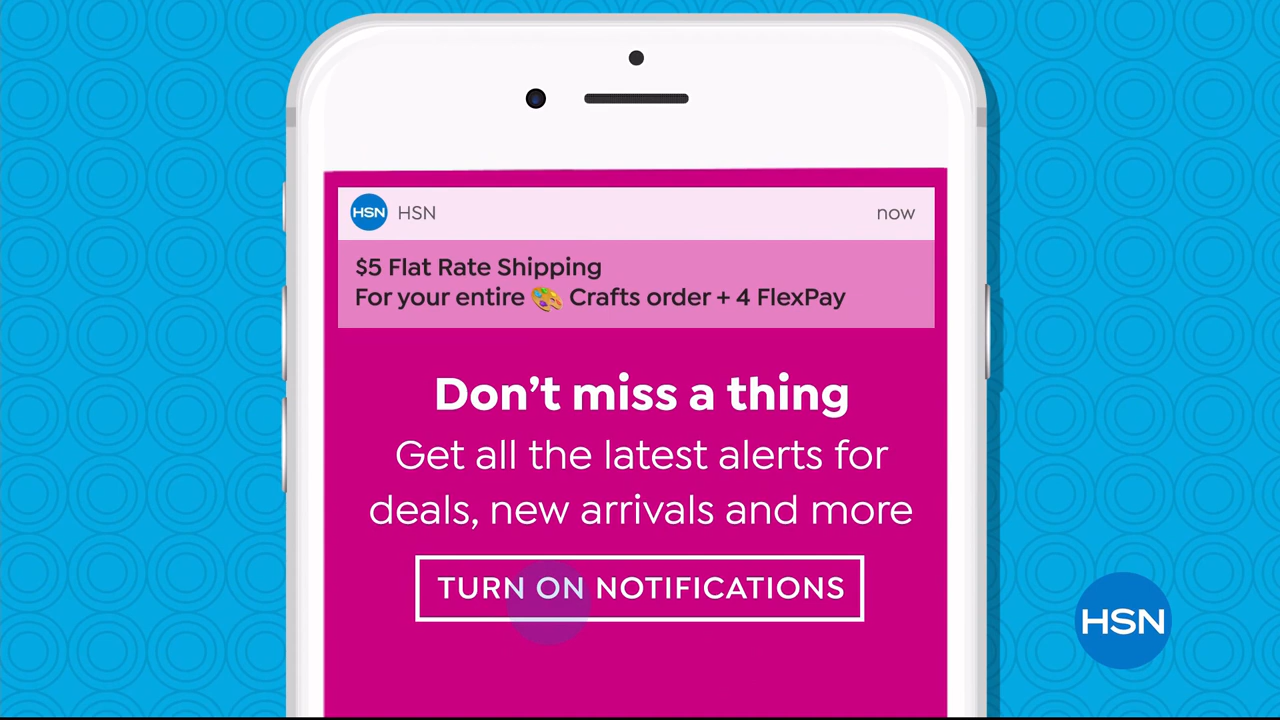 HSN HSN now
$5 Flat Rate Shipping
For your entire 🎨 Crafts order + 4 FlexPay
Don't miss a thing
Get all the latest alerts for
deals, new arrivals and more
TURN ON NOTIFICATIONS
HSN